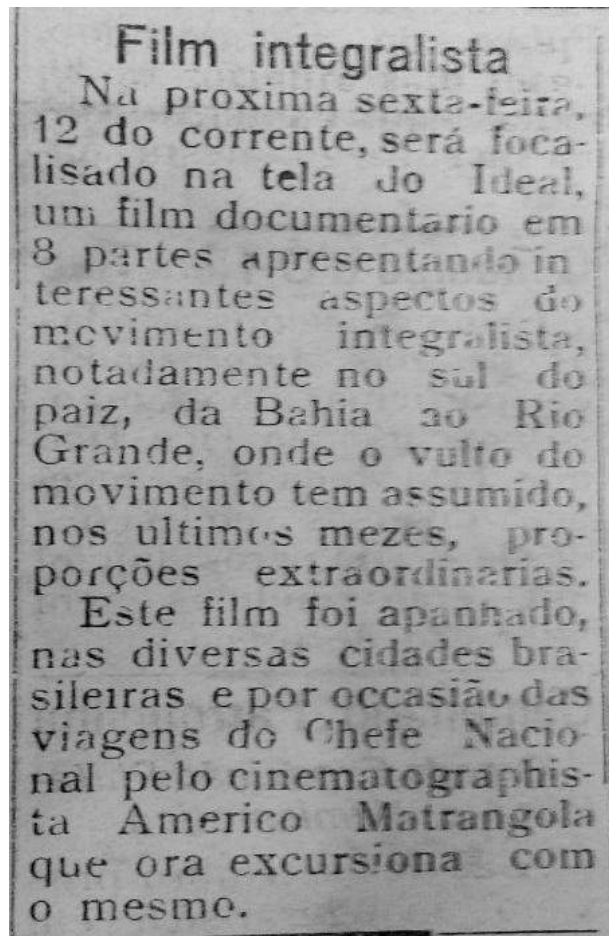 Film integralista
Na proxima sexta-feira,
12 do corrente, será foca-
lisado na tela do Ideal,
um film documentario em
8 partes apresentando in
teressantes aspectos do
movimento integralista,
notadamente no sul do
paiz, da Bahia ao Rio
Grande, onde o vulto do
movimento tem assumido,
nos ultimos mezes, pro-
porções extraordinarias.
Este film foi apanhado,
nas diversas cidades bra-
sileiras e por occasião das
viagens do Chefe Nacio
nal pelo cinematographis-
ta Americo Matrangola
que ora excursiona com
o mesmo.